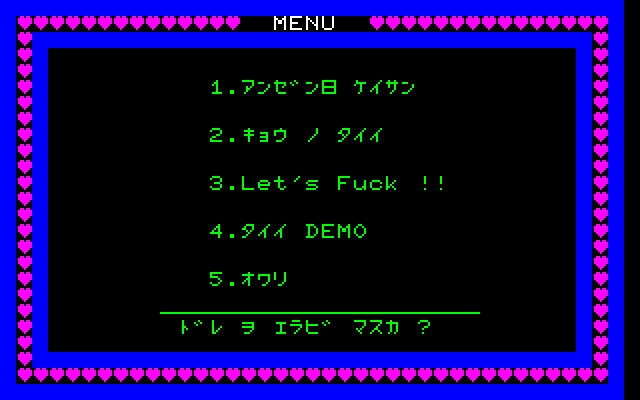 MENU
1.アンゼン日 ケイサン
2.キョウ ノ タイイ
3.Let's Fuck !!
4.タイイ DEMO
5.オワリ
ドレ ヲ エラビ マスカ ?